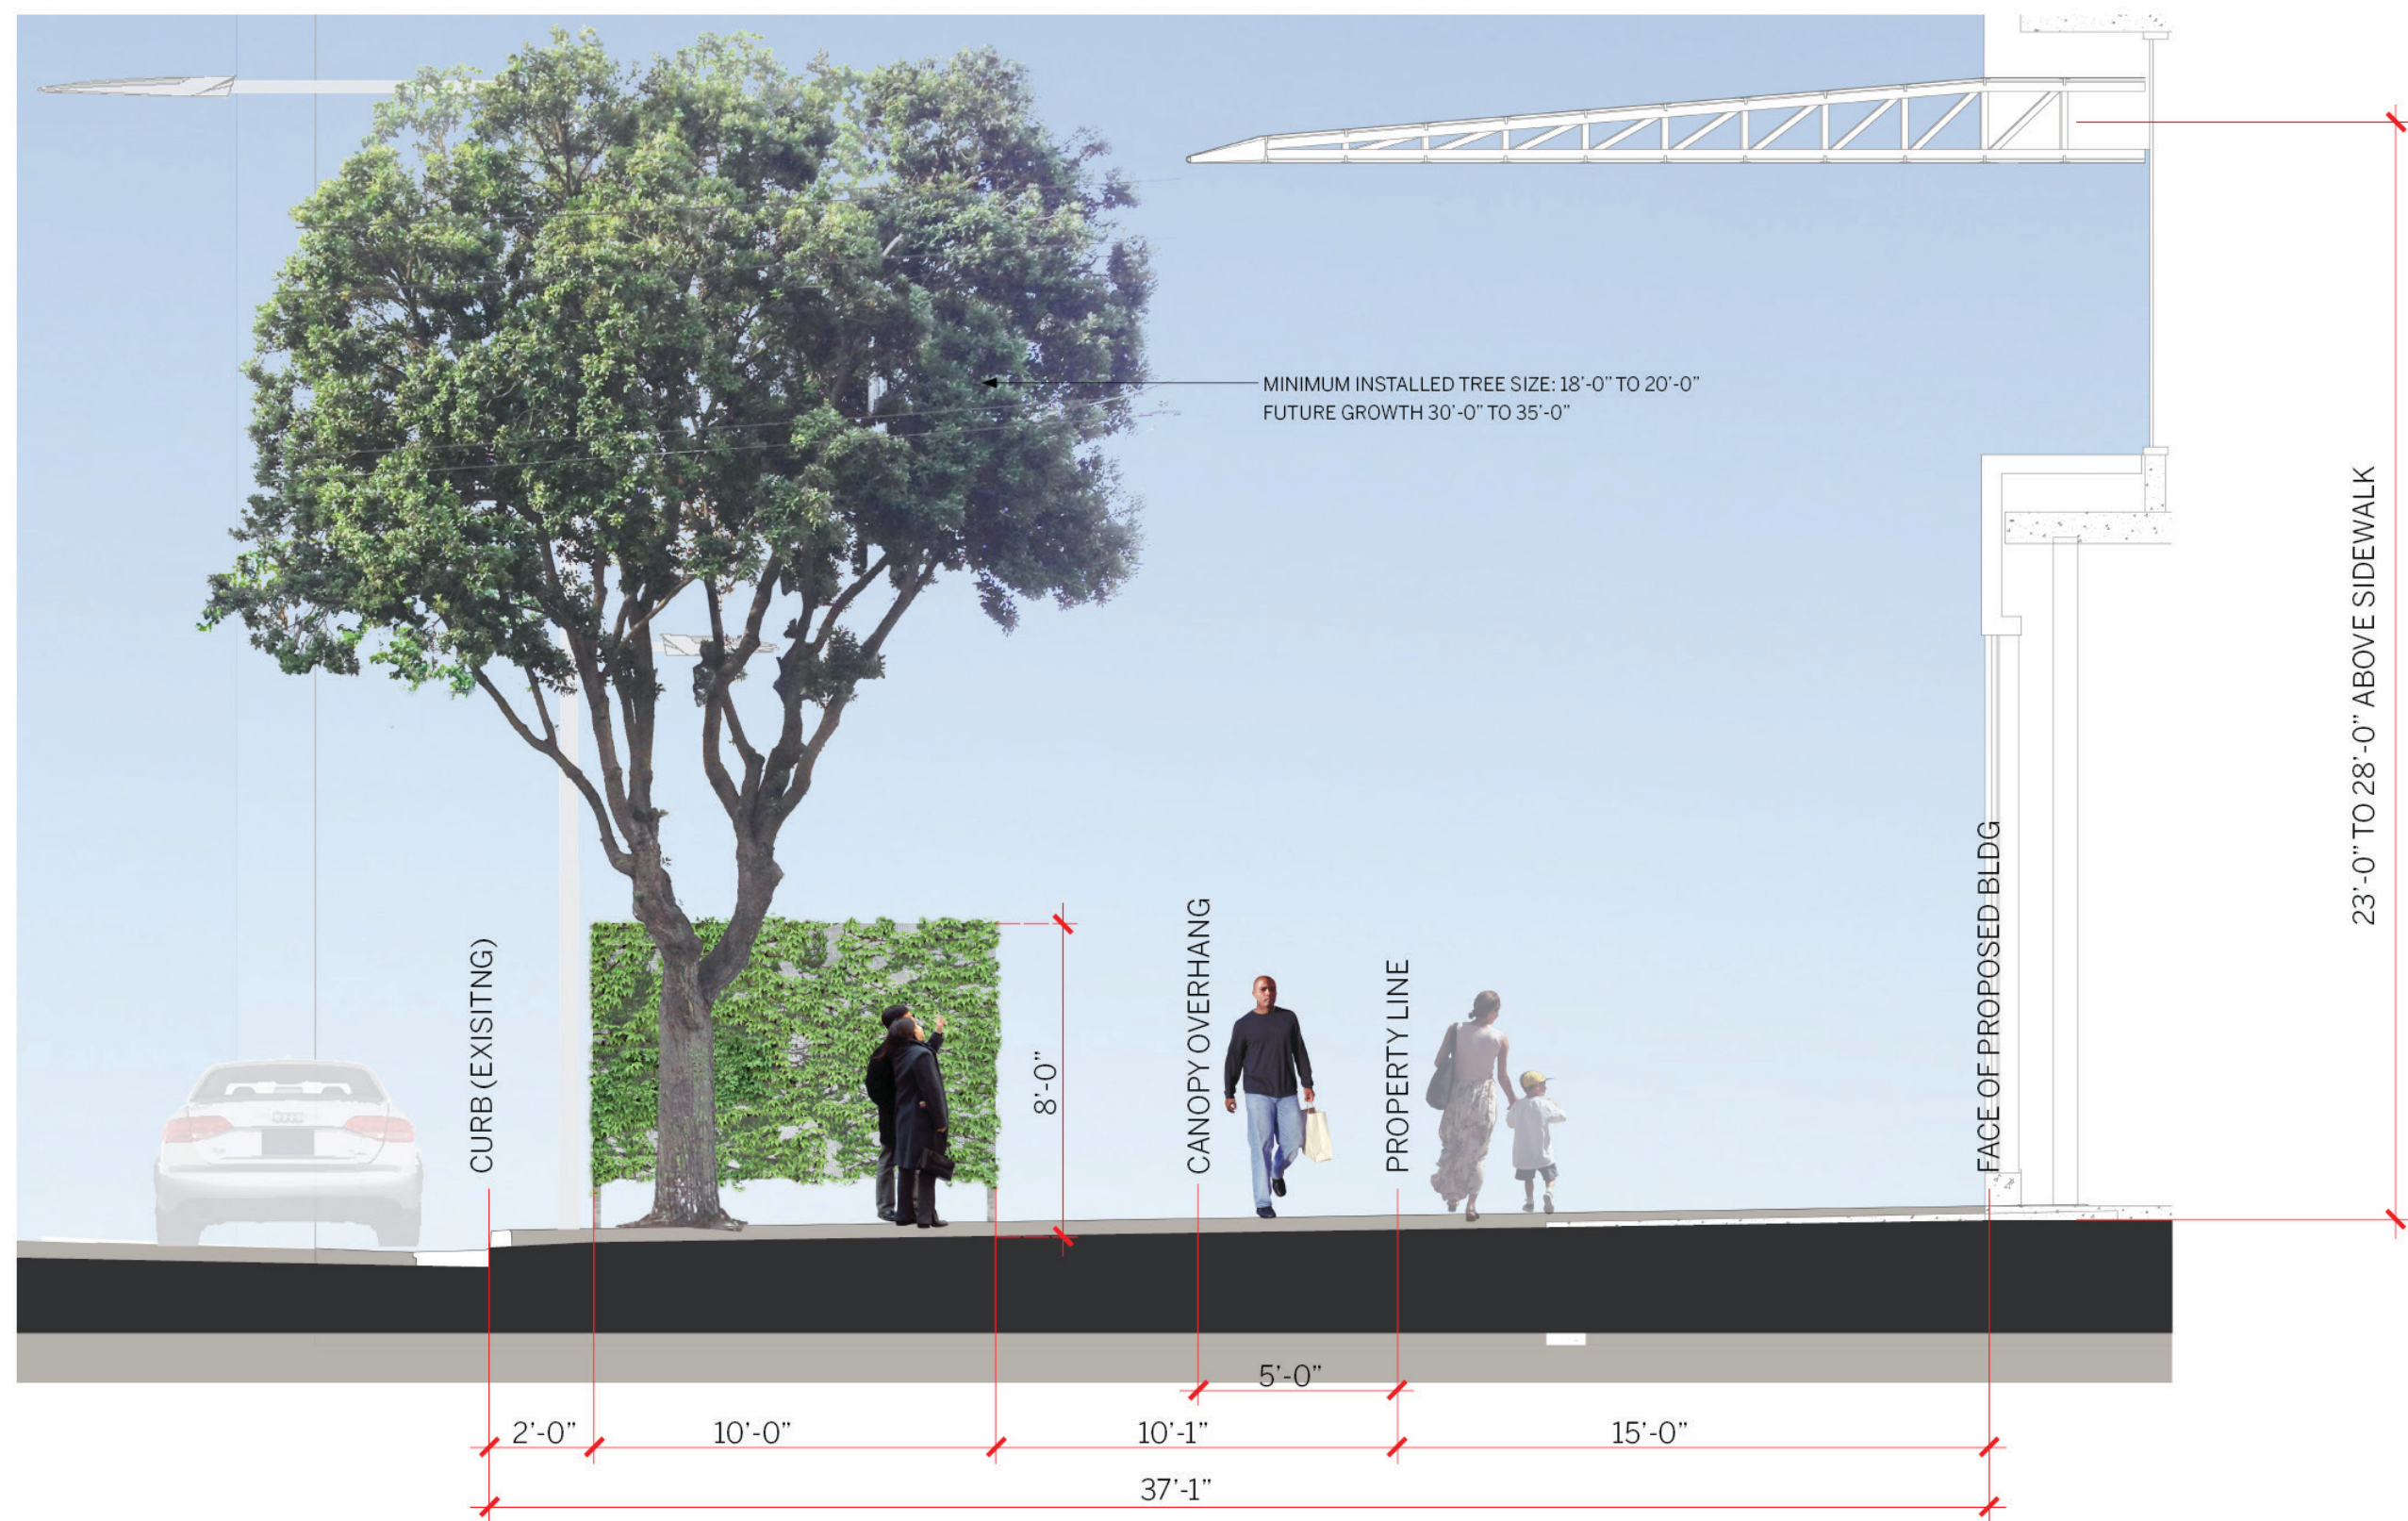 MINIMUM INSTALLED TREE SIZE: 18'-0" TO 20'-0"
FUTURE GROWTH 30'-0" TO 35'-0"
23'-0" TO 28'-0" ABOVE SIDEWALK
CURB (EXISITNG)
8'-0"
CANOPY OVERHANG
PROPERTY LINE
FACE OF PROPOSED BLDG
5'-0"
2'-0"
10'-0"
10'-1"
15'-0"
37'-1"